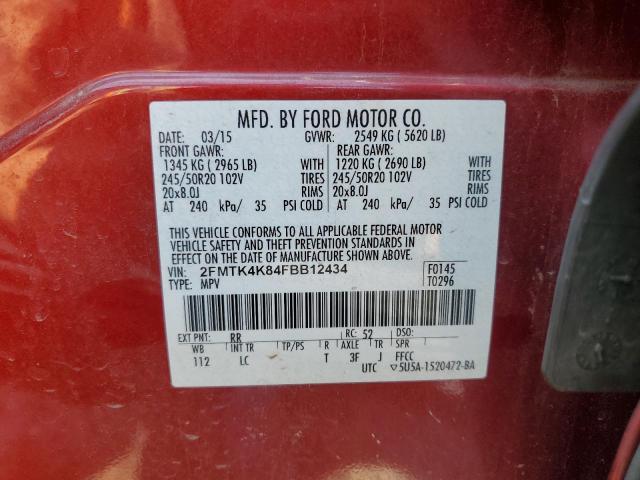 MFD. BY FORD MOTOR CO.
DATE: 03/15 GVWR: 2549 KG ( 5620 LB)
FRONT GAWR: REAR GAWR:
1345 KG ( 2965 LB) WITH 1220 KG ( 2690 LB) WITH
245/50R20 102V TIRES 245/50R20 102V TIRES
20x8.0J RIMS 20x8.0J RIMS
AT 240 kPa/ 35 PSI COLD AT 240 kPa/ 35 PSI COLD
THIS VEHICLE CONFORMS TO ALL APPLICABLE FEDERAL MOTOR
VEHICLE SAFETY AND THEFT PREVENTION STANDARDS IN
EFFECT ON THE DATE OF MANUFACTURE SHOWN ABOVE.
VIN: 2FMTK4K84FBB12434 F0145
TYPE: MPV T0296
EXT PNT: RR RC: 52 DSO:
WB INT TR TP/PS R AXLE TR SPR
112 LC T 3F J FFCC
UTC ▽5U5A-1520472-BA